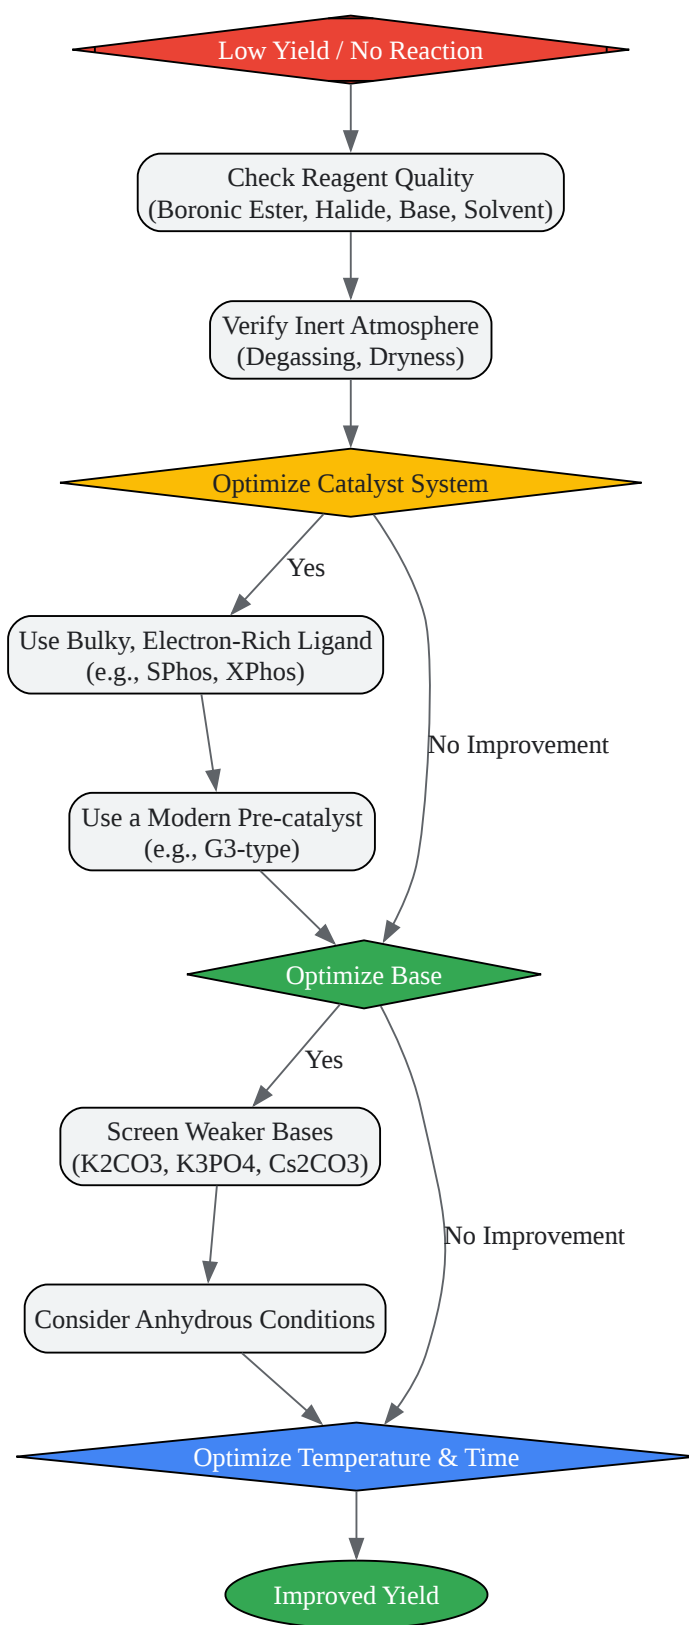 Low Yield / No Reaction
Check Reagent Quality
(Boronic Ester, Halide, Base, Solvent)
Verify Inert Atmosphere
(Degassing, Dryness)
Optimize Catalyst System
Yes
Use Bulky, Electron-Rich Ligand
(e.g., SPhos, XPhos)
No Improvement
Use a Modern Pre-catalyst
(e.g., G3-type)
Optimize Base
Yes
Screen Weaker Bases
(K2CO3, K3PO4, Cs2CO3)
No Improvement
Consider Anhydrous Conditions
Optimize Temperature & Time
Improved Yield